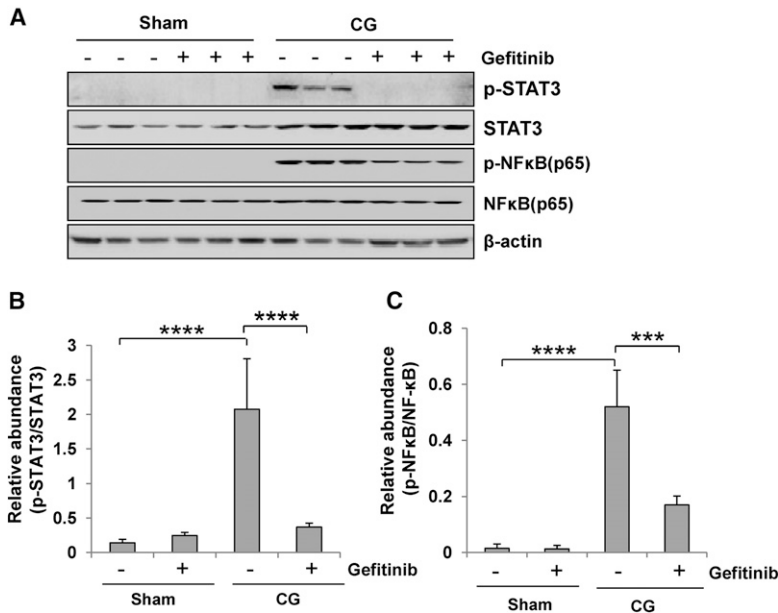 A
Sham CG
- - - + + + - - - + + + Gefitinib
p-STAT3
STAT3
p-NFκB(p65)
NFκB(p65)
β-actin
B
**** ****
Relative abundance
(p-STAT3/STAT3)
3
2.5
2
1.5
1
0.5
0
- + - + Gefitinib
Sham CG
C
**** ***
Relative abundance
(p-NFκB/NF-κB)
0.8
0.6
0.4
0.2
0
- + - + Gefitinib
Sham CG